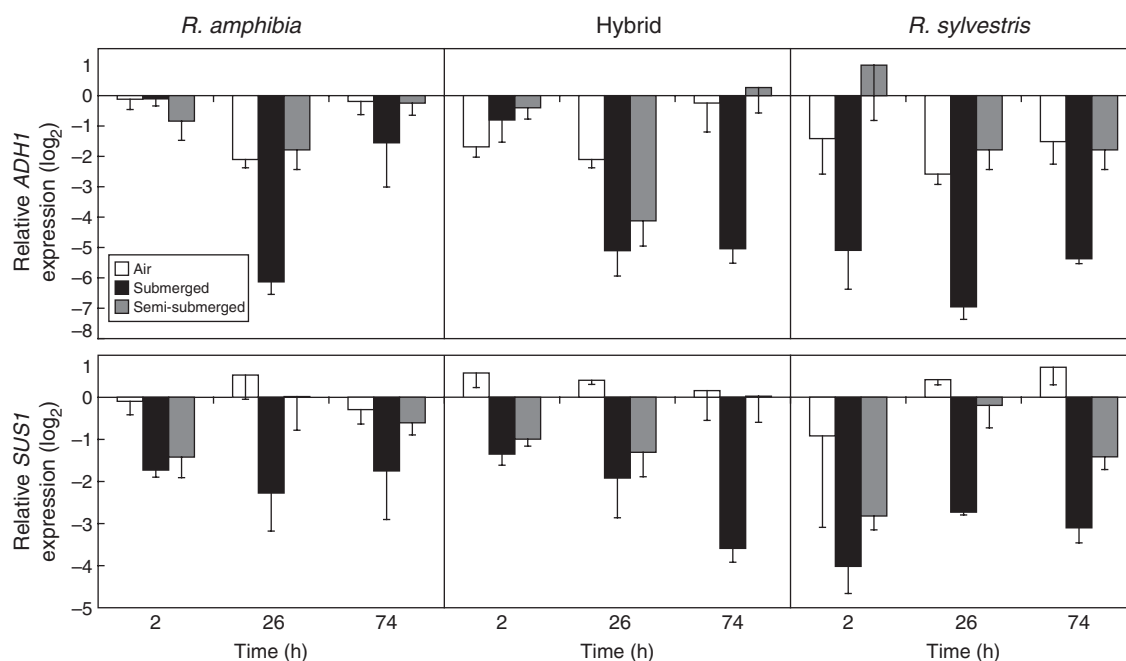 R. amphibia
Hybrid
R. sylvestris
Relative ADH1
expression (log2)
1
0
–1
–2
–3
–4
–5
–6
–7
–8
Air
Submerged
Semi-submerged
Relative SUS1
expression (log2)
1
0
–1
–2
–3
–4
–5
2 26 74 2 26 74 2 26 74
Time (h) Time (h) Time (h)